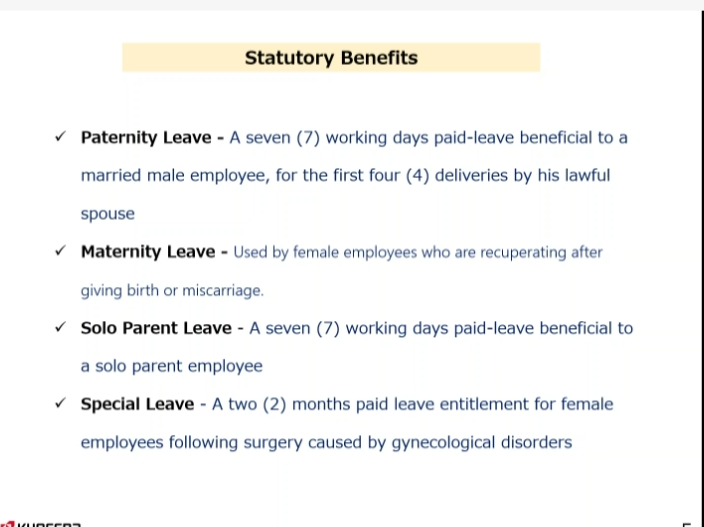 Statutory Benefits
✓ Paternity Leave - A seven (7) working days paid-leave beneficial to a
married male employee, for the first four (4) deliveries by his lawful
spouse
✓ Maternity Leave - Used by female employees who are recuperating after
giving birth or miscarriage.
✓ Solo Parent Leave - A seven (7) working days paid-leave beneficial to
a solo parent employee
✓ Special Leave - A two (2) months paid leave entitlement for female
employees following surgery caused by gynecological disorders